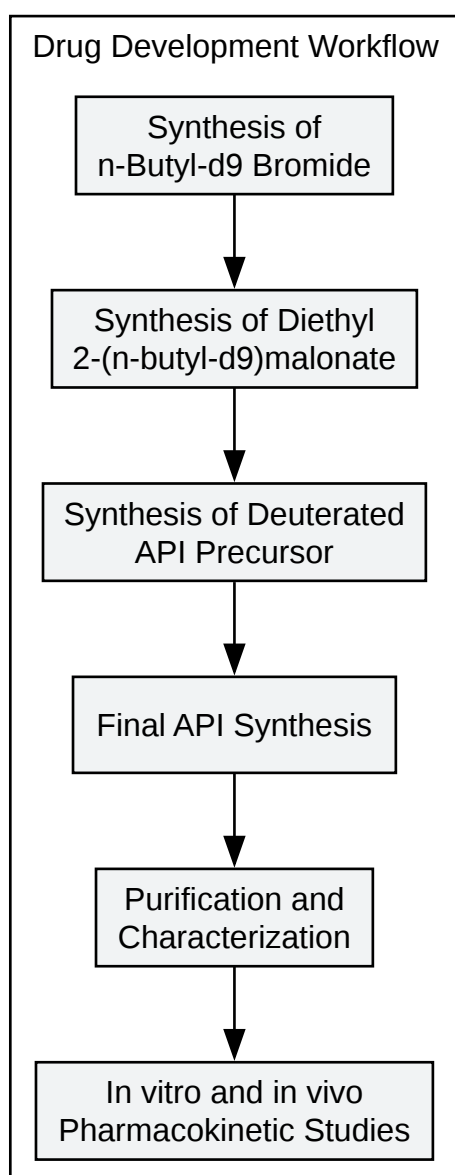 Drug Development Workflow
Synthesis of
n-Butyl-d9 Bromide
Synthesis of Diethyl
2-(n-butyl-d9)malonate
Synthesis of Deuterated
API Precursor
Final API Synthesis
Purification and
Characterization
In vitro and in vivo
Pharmacokinetic Studies